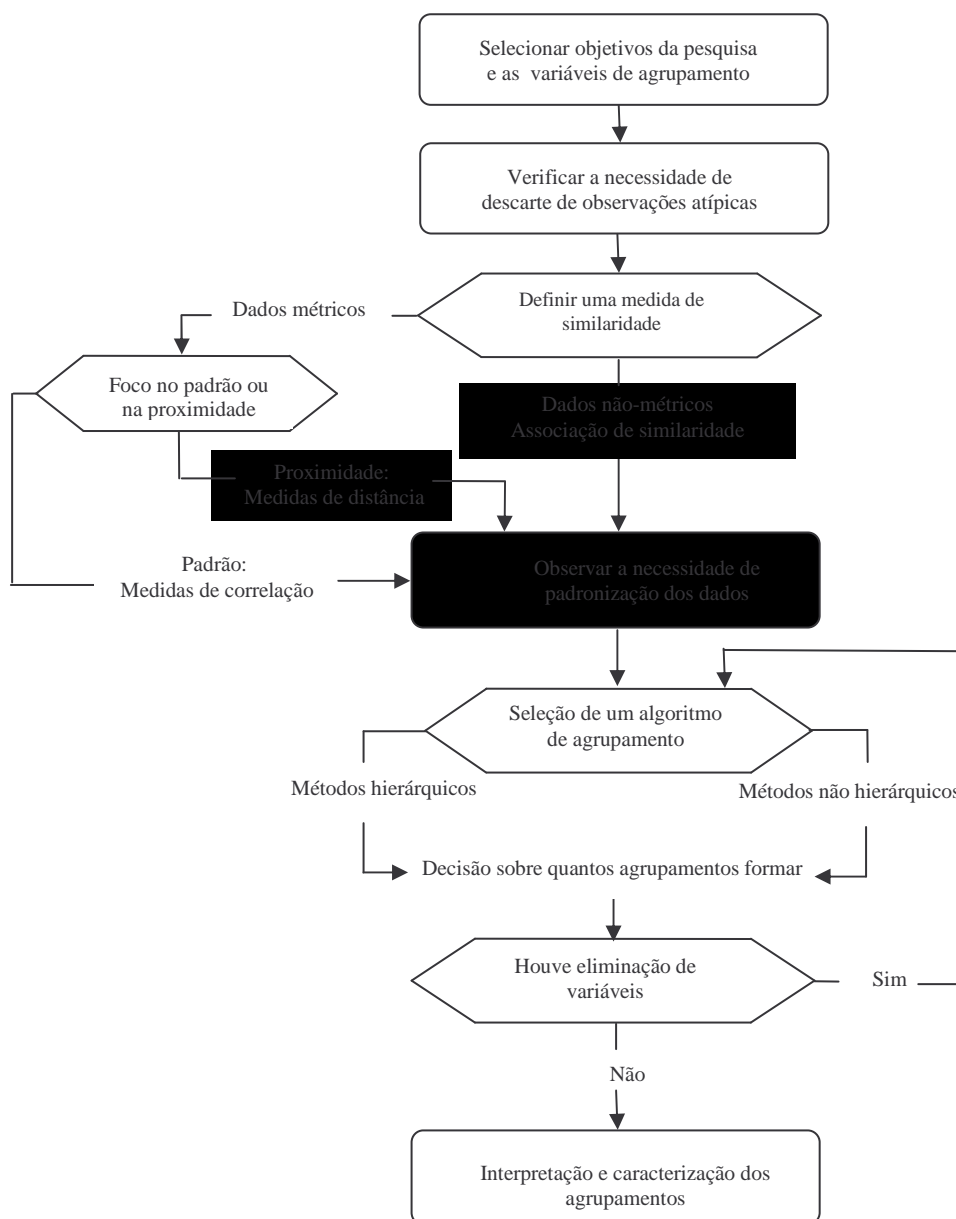 Selecionar objetivos da pesquisa
e as variáveis de agrupamento
Verificar a necessidade de
descarte de observações atípicas
Definir uma medida de
similaridade
Dados métricos
Foco no padrão ou
na proximidade
Dados não-métricos
Associação de similaridade
Proximidade:
Medidas de distância
Padrão:
Medidas de correlação
Observar a necessidade de
padronização dos dados
Seleção de um algoritmo
de agrupamento
Métodos hierárquicos
Métodos não hierárquicos
Decisão sobre quantos agrupamentos formar
Houve eliminação de
variáveis
Sim
Não
Interpretação e caracterização dos
agrupamentos